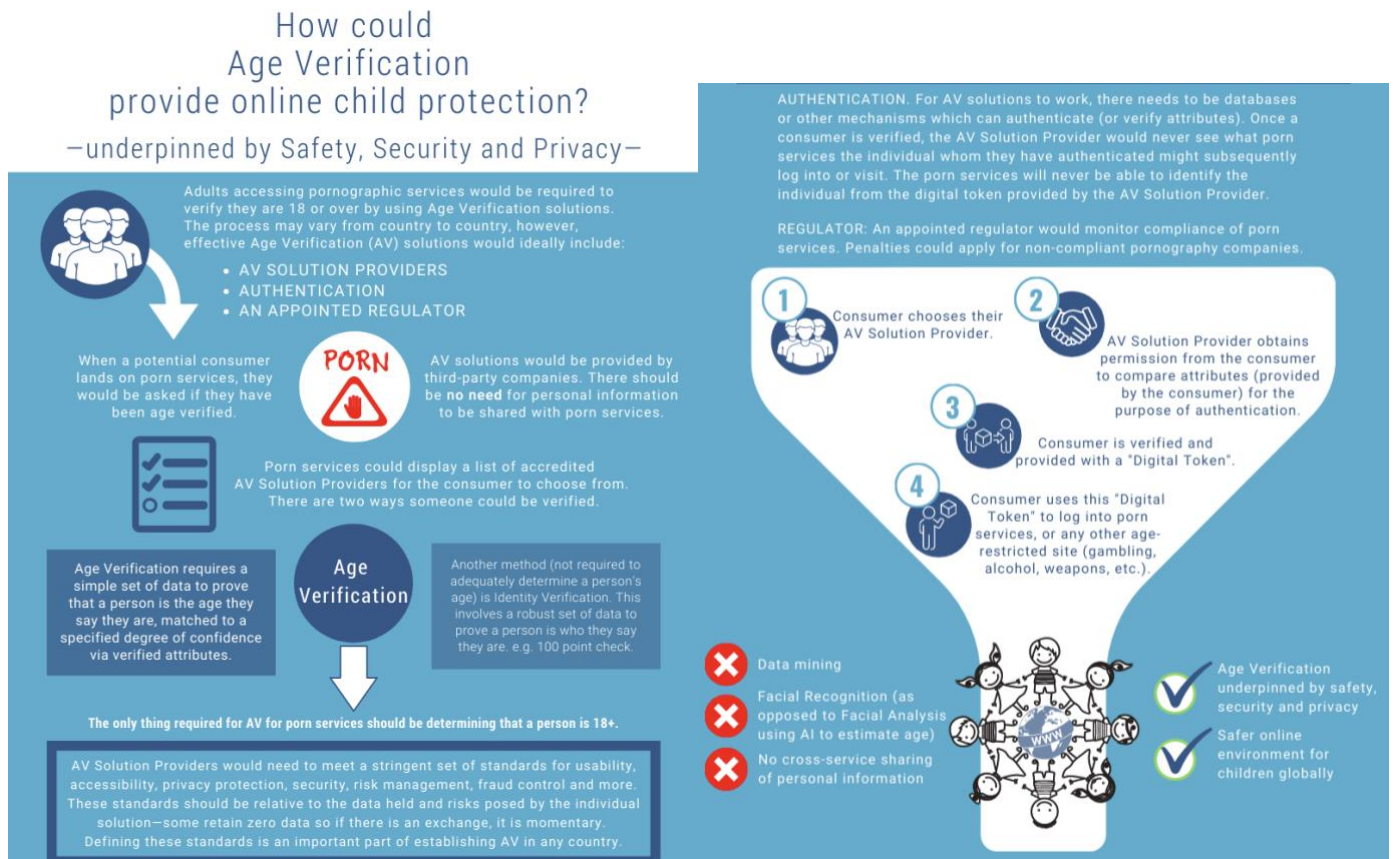 How could
Age Verification
provide online child protection?
—underpinned by Safety, Security and Privacy—
Adults accessing pornographic services would be required to
verify they are 18 or over by using Age Verification solutions.
The process may vary from country to country, however,
effective Age Verification (AV) solutions would ideally include:
• AV SOLUTION PROVIDERS
• AUTHENTICATION
• AN APPOINTED REGULATOR
When a potential consumer
lands on porn services, they
would be asked if they have
been age verified.
PORN
AV solutions would be provided by
third-party companies. There should
be no need for personal information
to be shared with porn services.
Porn services could display a list of accredited
AV Solution Providers for the consumer to choose from.
There are two ways someone could be verified.
Age Verification requires a
simple set of data to prove
that a person is the age they
say they are, matched to a
specified degree of confidence
via verified attributes.
Age
Verification
Another method (not required to
adequately determine a person's
age) is Identity Verification. This
involves a robust set of data to
prove a person is who they say
they are. e.g. 100 point check.
The only thing required for AV for porn services should be determining that a person is 18+.
AV Solution Providers would need to meet a stringent set of standards for usability,
accessibility, privacy protection, security, risk management, fraud control and more.
These standards should be relative to the data held and risks posed by the individual
solution—some retain zero data so if there is an exchange, it is momentary.
Defining these standards is an important part of establishing AV in any country.
AUTHENTICATION. For AV solutions to work, there needs to be databases
or other mechanisms which can authenticate (or verify attributes). Once a
consumer is verified, the AV Solution Provider would never see what porn
services the individual whom they have authenticated might subsequently
log into or visit. The porn services will never be able to identify the
individual from the digital token provided by the AV Solution Provider.
REGULATOR: An appointed regulator would monitor compliance of porn
services. Penalties could apply for non-compliant pornography companies.
1
Consumer chooses their
AV Solution Provider.
2
AV Solution Provider obtains
permission from the consumer
to compare attributes (provided
by the consumer) for the
purpose of authentication.
3
Consumer is verified and
provided with a "Digital Token".
4
Consumer uses this "Digital
Token" to log into porn
services, or any other age-
restricted site (gambling,
alcohol, weapons, etc.).
Data mining
Facial Recognition (as
opposed to Facial Analysis
using AI to estimate age)
No cross-service sharing
of personal information
WWW
Age Verification
underpinned by safety,
security and privacy
Safer online
environment for
children globally